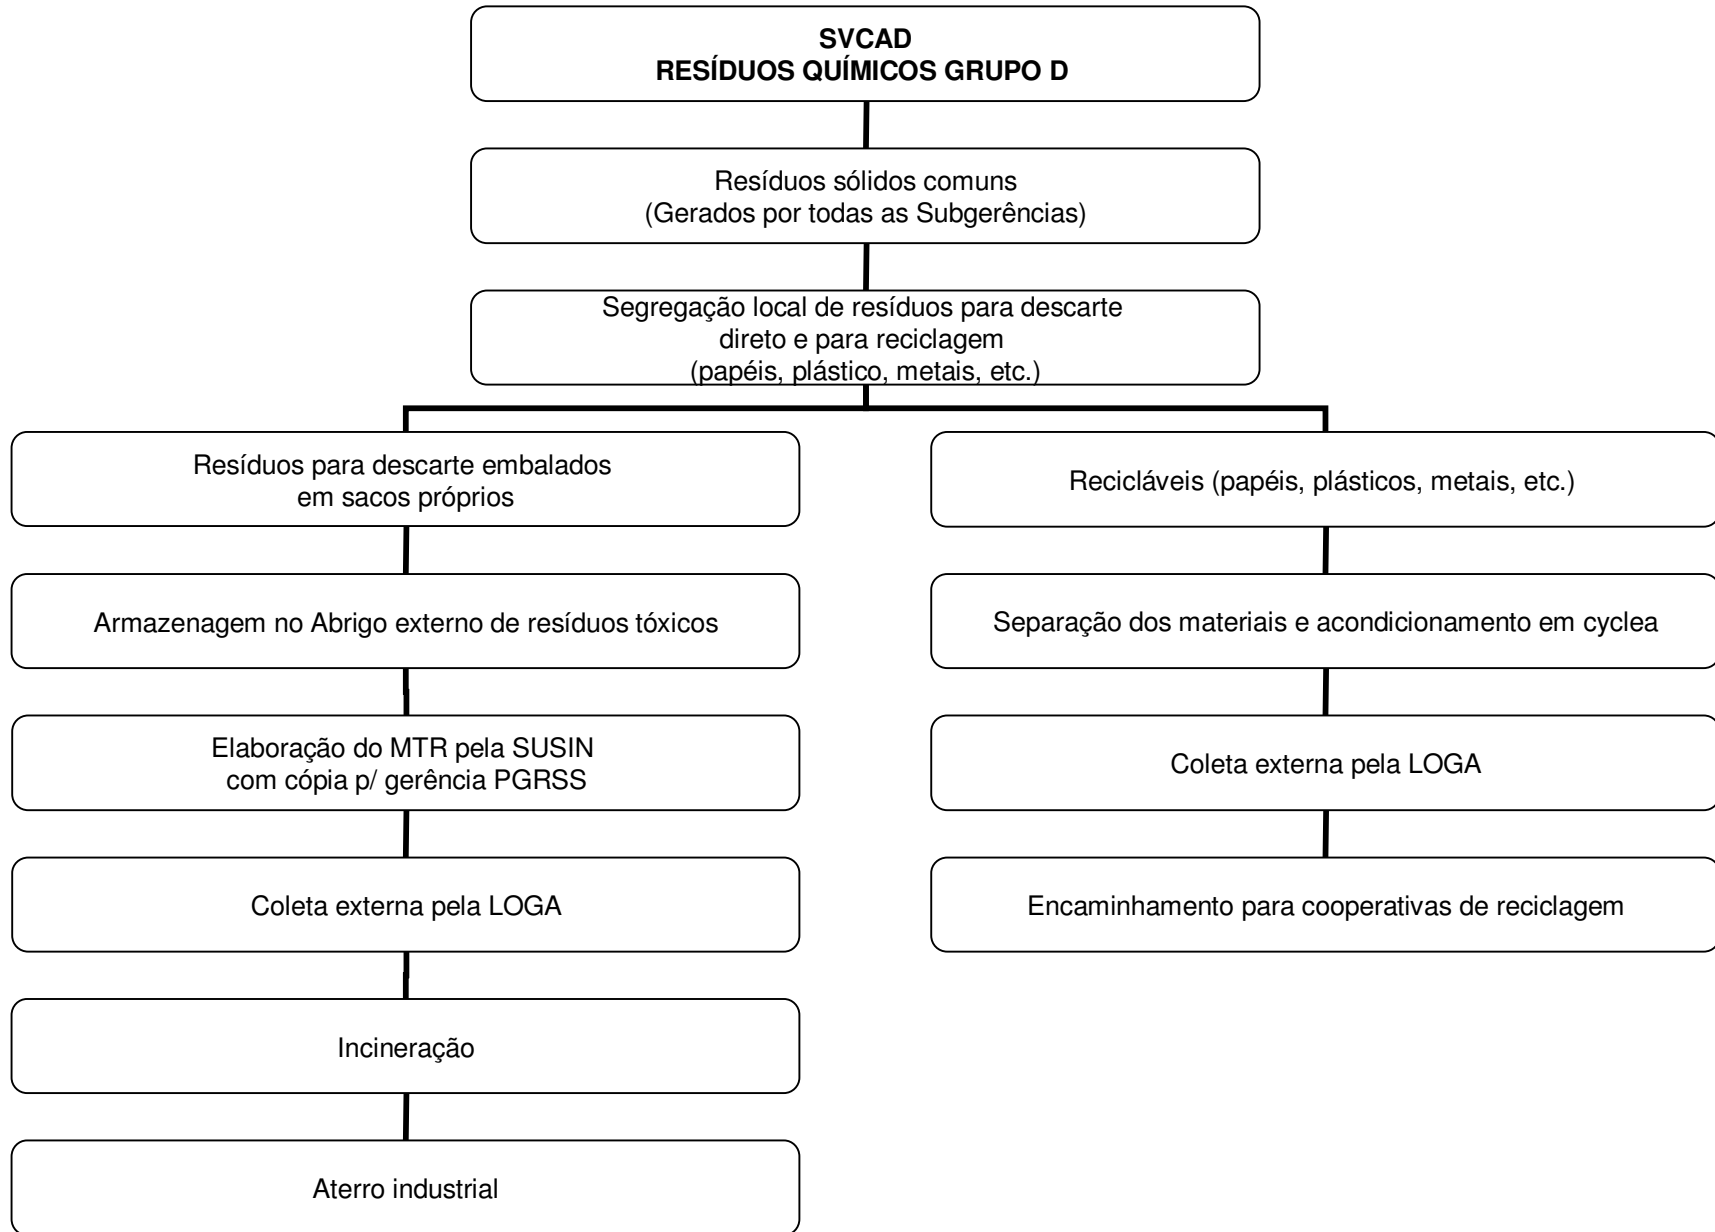 SVCAD
RESÍDUOS QUÍMICOS GRUPO D
Resíduos sólidos comuns
(Gerados por todas as Subgerências)
Segregação local de resíduos para descarte
direto e para reciclagem
(papéis, plástico, metais, etc.)
Resíduos para descarte embalados
em sacos próprios
Armazenagem no Abrigo externo de resíduos tóxicos
Elaboração do MTR pela SUSIN
com cópia p/ gerência PGRSS
Coleta externa pela LOGA
Incineração
Aterro industrial
Recicláveis (papéis, plásticos, metais, etc.)
Separação dos materiais e acondicionamento em cyclea
Coleta externa pela LOGA
Encaminhamento para cooperativas de reciclagem